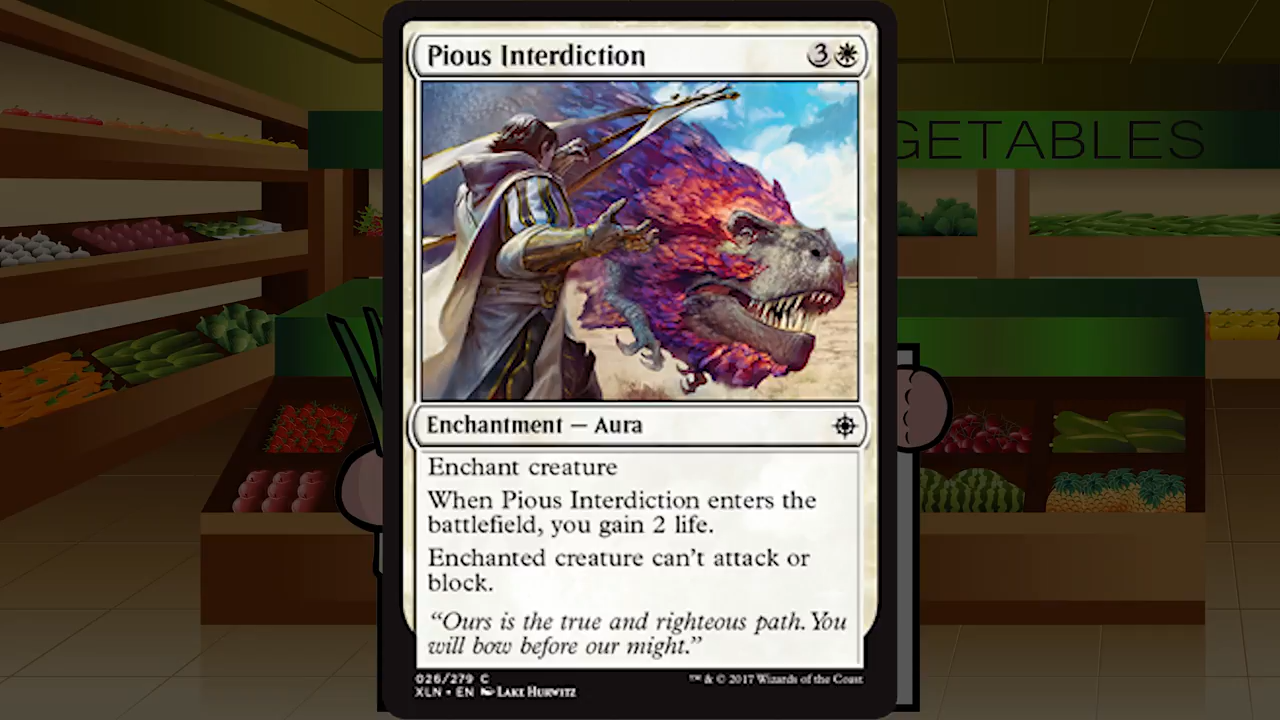 Pious Interdiction 3
GETABLES
Enchantment — Aura
Enchant creature
When Pious Interdiction enters the
battlefield, you gain 2 life.
Enchanted creature can't attack or
block.
“Ours is the true and righteous path. You
will bow before our might.”
026/279 C
™ & © 2017 Wizards of the Coast
XLN • EN Lake Hurwitz